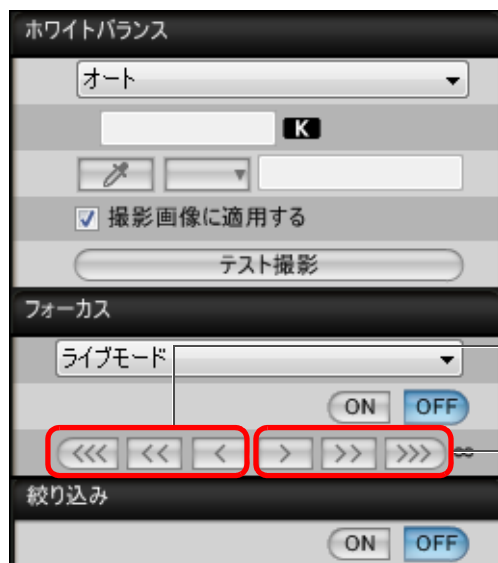 ホワイトバランス
オート
K
撮影画像に適用する
テスト撮影
フォーカス
ライブモード
ON OFF
<<< << < > >> >>> ∞
絞り込み
ON OFF